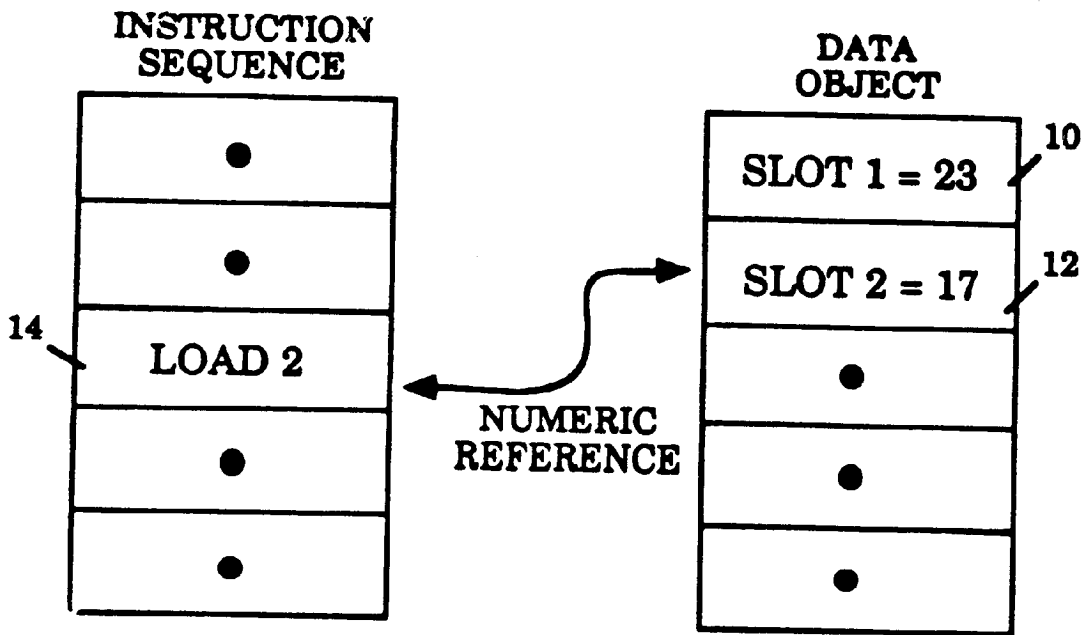 INSTRUCTION
SEQUENCE
14
LOAD 2
NUMERIC
REFERENCE
DATA
OBJECT
SLOT 1 = 23
10
SLOT 2 = 17
12